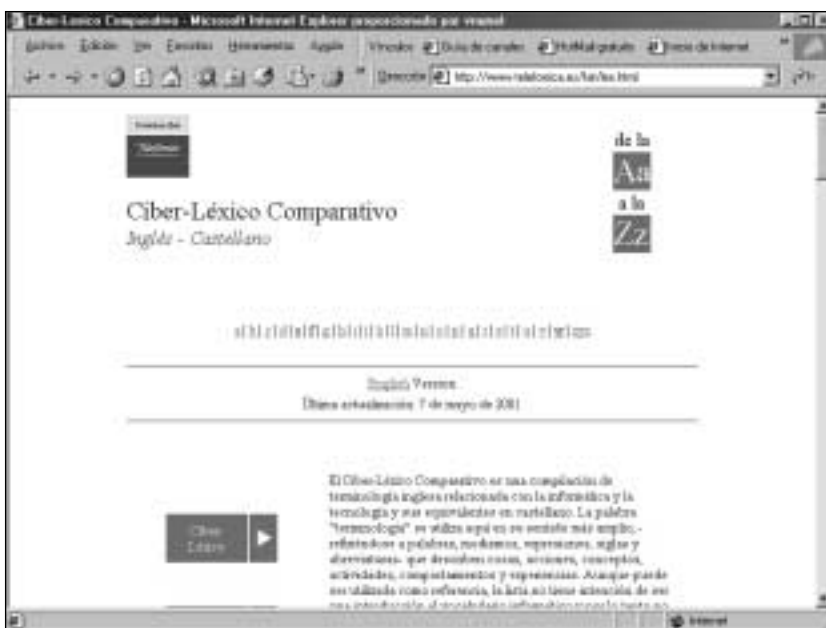 Ciber-Lexico Comparativo - Microsoft Internet Explorer proporcionado por
Archivo Edición Ver Favoritos Herramientas Ayuda Vínculos Guía de canales HotMail gratuito Inicio de Internet
Dirección
de la
Aa
a la
Zz
Ciber-Léxico Comparativo
Inglés - Castellano
English Version
Última actualización: 7 de mayo de 2001
Ciber
Léxico
El Ciber-Léxico Comparativo es una compilación de
terminología inglesa relacionada con la informática y la
tecnología y sus equivalentes en castellano. La palabra
"terminología" se utiliza aquí en su sentido más amplio, -
refiriéndose a palabras, modismos, expresiones, siglas y
abreviaturas- que describen cosas, acciones, conceptos,
actividades, comportamientos y experiencias. Aunque puede
ser utilizada como referencia, la lista no tiene intención de ser
Internet